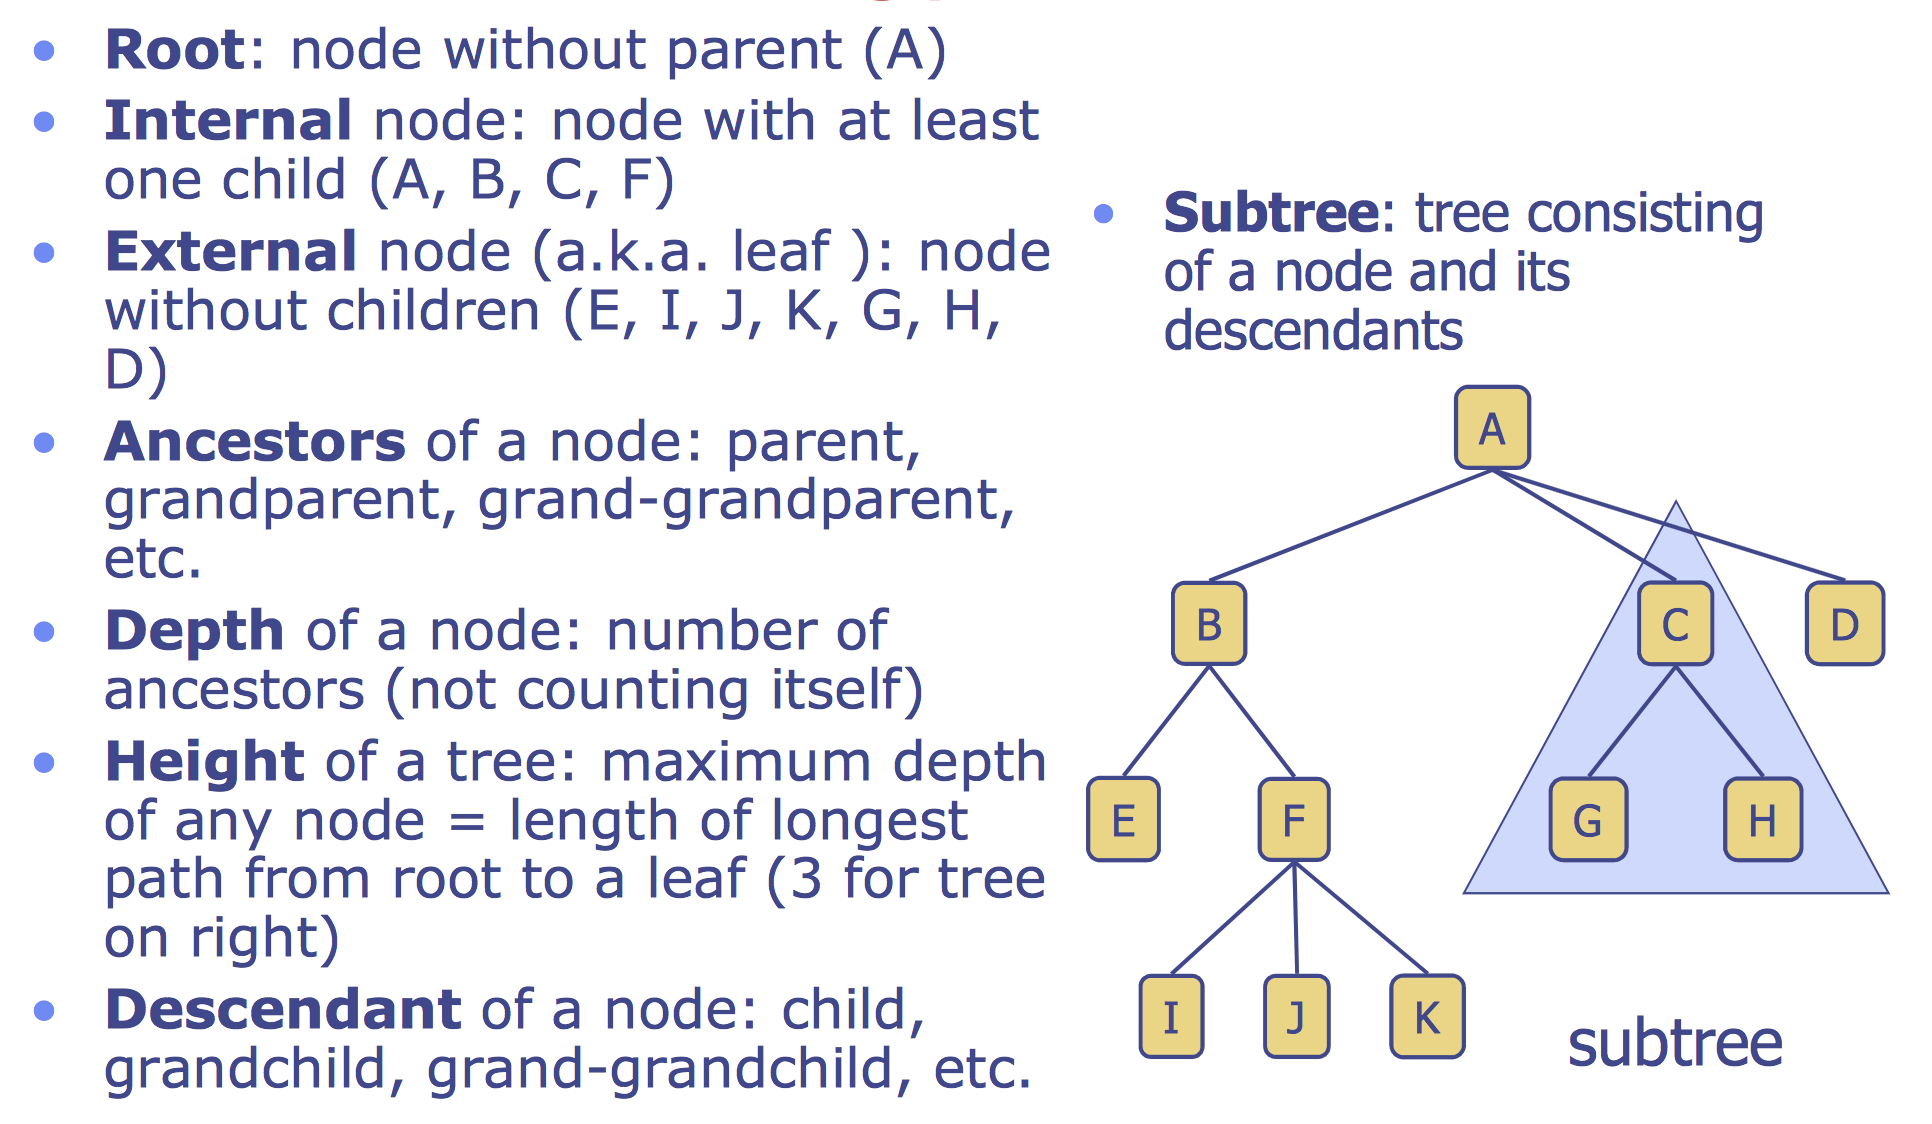 • Root: node without parent (A)
• Internal node: node with at least
one child (A, B, C, F)
• External node (a.k.a. leaf ): node
without children (E, I, J, K, G, H,
D)
• Ancestors of a node: parent,
grandparent, grand-grandparent,
etc.
• Depth of a node: number of
ancestors (not counting itself)
• Height of a tree: maximum depth
of any node = length of longest
path from root to a leaf (3 for tree
on right)
• Descendant of a node: child,
grandchild, grand-grandchild, etc.
• Subtree: tree consisting
of a node and its
descendants
A
B
C
D
E
F
G
H
I
J
K
subtree